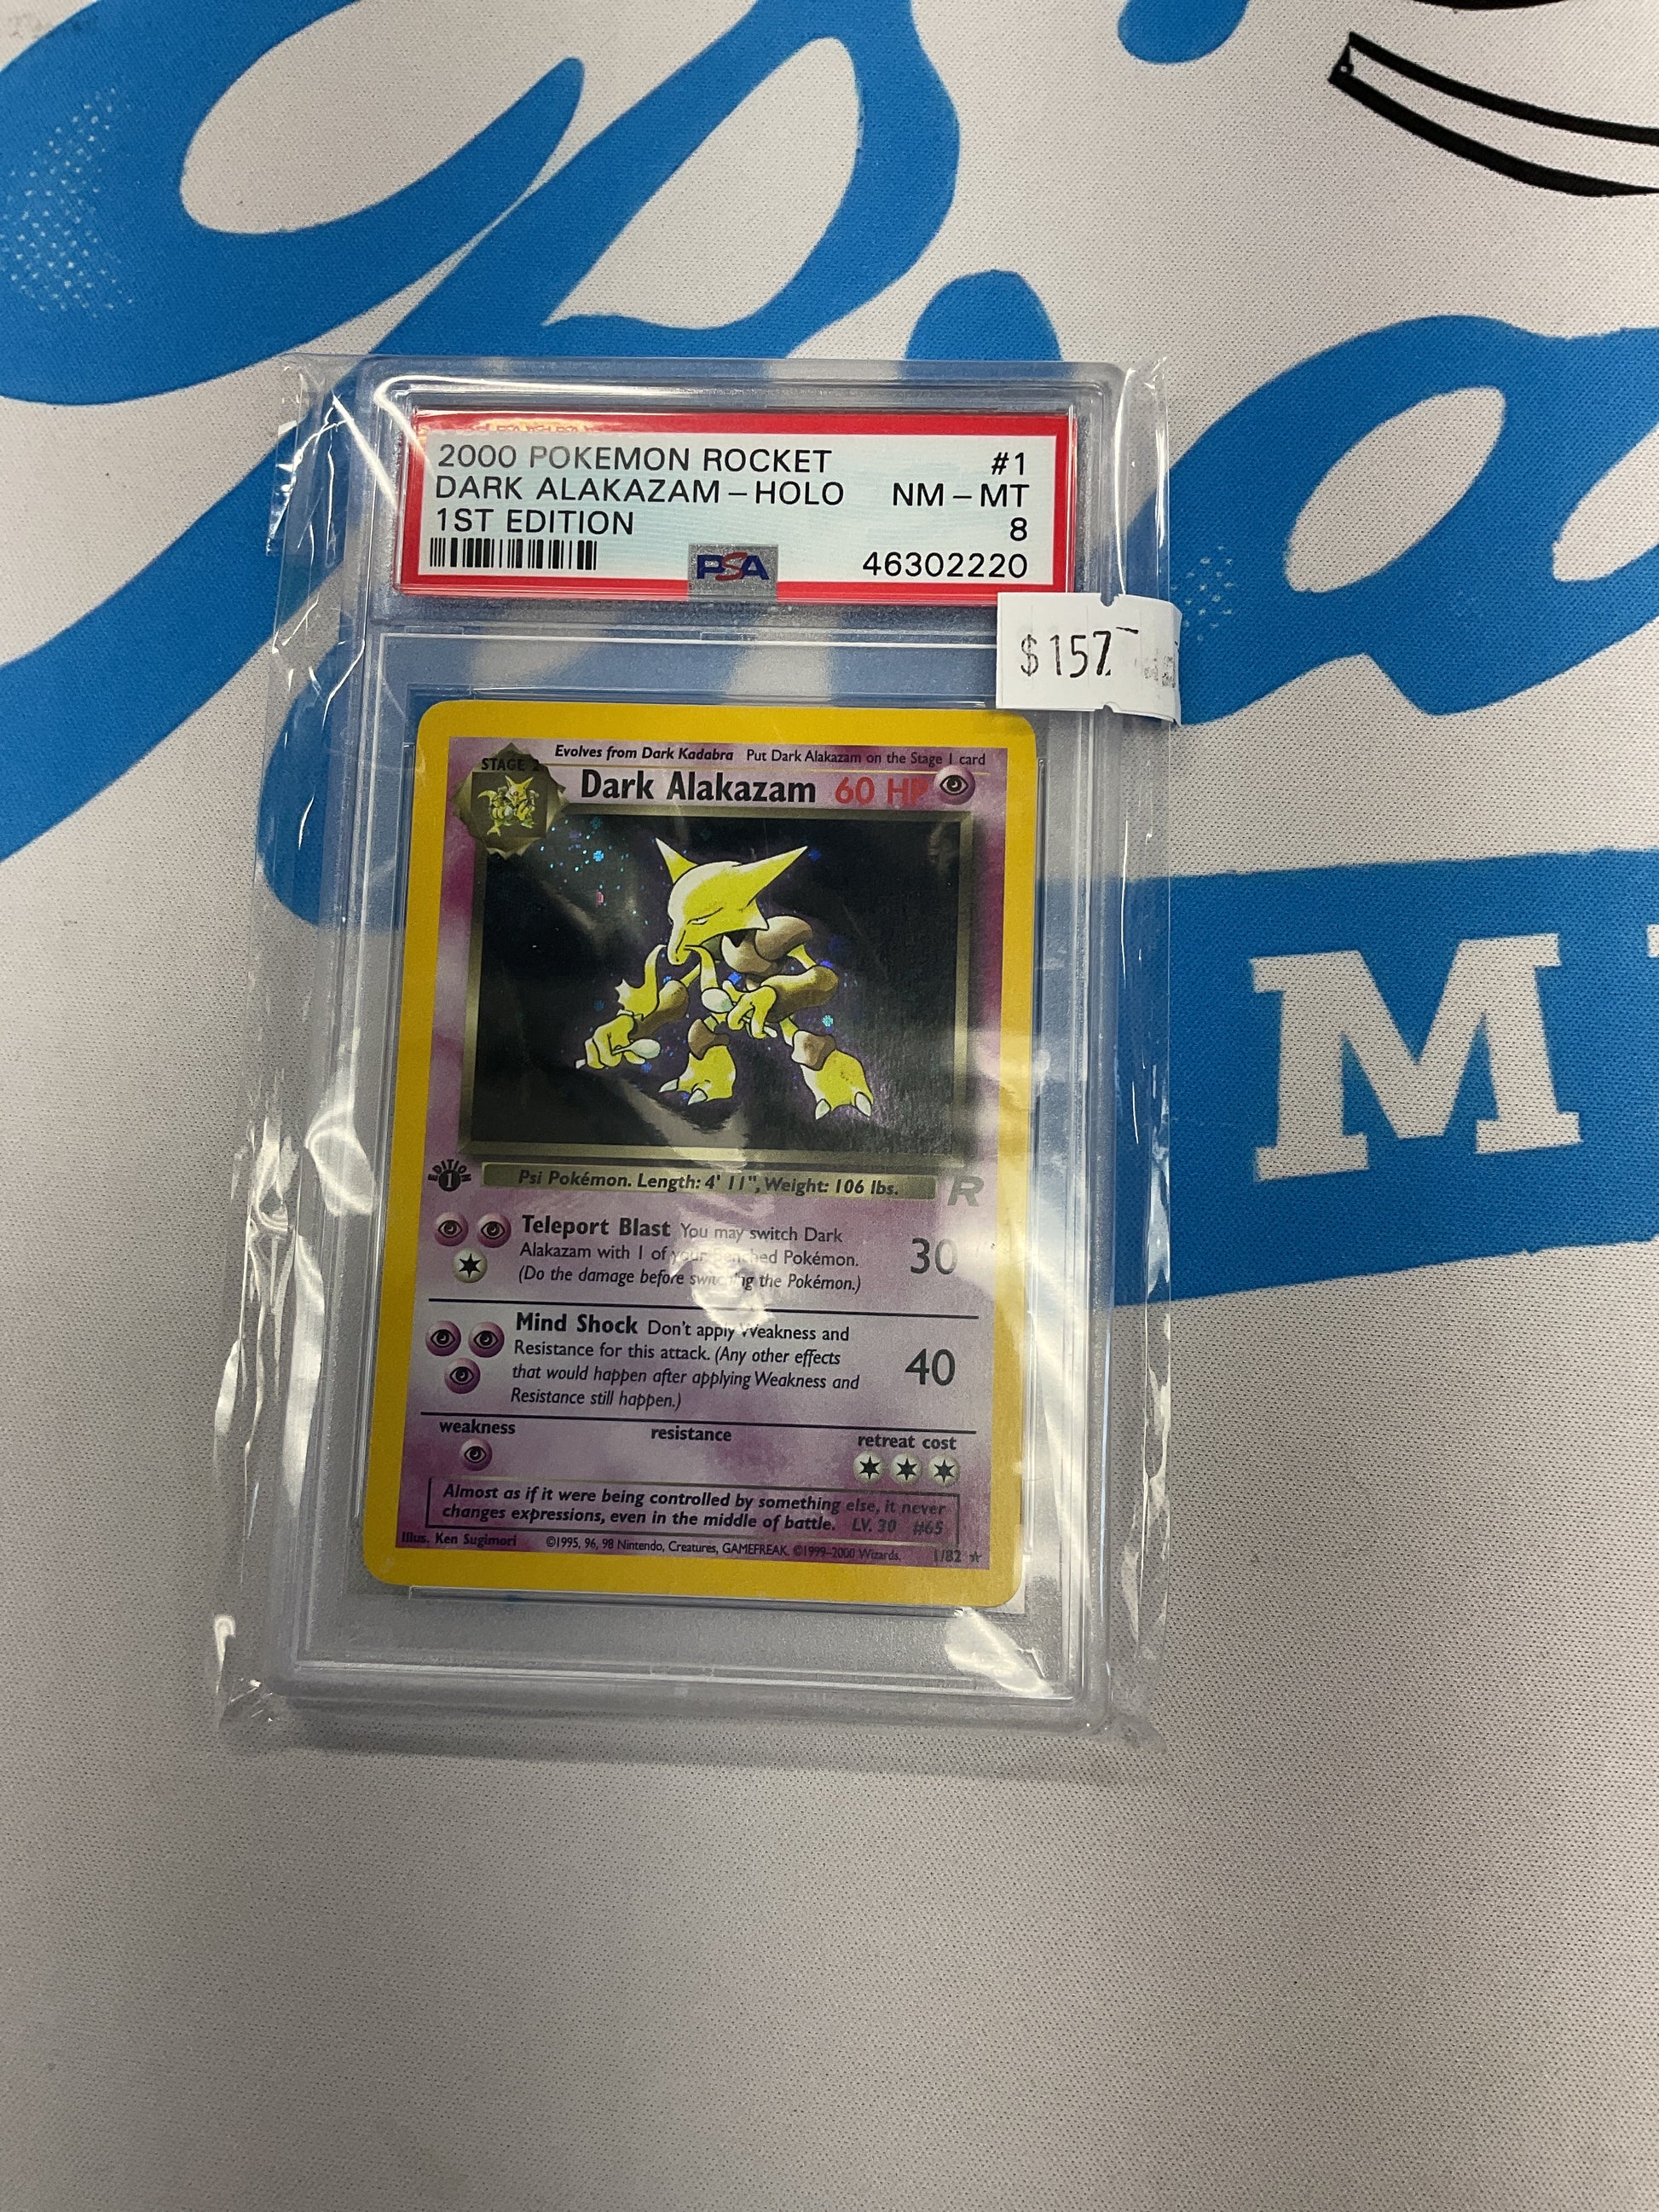 2000 POKEMON ROCKET #1
DARK ALAKAZAM - HOLO NM - MT
1ST EDITION 8
PSA 46302220
$157
Evolves from Dark Kadabra Put Dark Alakazam on the Stage 1 card
STAGE 2
Dark Alakazam 60 HP
EDITION
1
Psi Pokémon. Length: 4' 11", Weight: 106 lbs.
R
Teleport Blast You may switch Dark
Alakazam with 1 of your Benched Pokémon. 30
(Do the damage before switching the Pokémon.)
Mind Shock Don't apply Weakness and
Resistance for this attack. (Any other effects 40
that would happen after applying Weakness and
Resistance still happen.)
weakness resistance retreat cost
Almost as if it were being controlled by something else, it never
changes expressions, even in the middle of battle. LV. 30 #65
Illus. Ken Sugimori ©1995, 96, 98 Nintendo, Creatures, GAMEFREAK. ©1999-2000 Wizards. 1/82
M